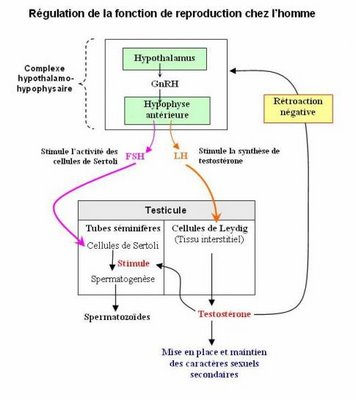 Régulation de la fonction de reproduction chez l'homme
Complexe
hypothalamo-
hypophysaire
Hypothalamus
GnRH
Hypophyse
antérieure
Rétroaction
négative
Stimule l'activité des
cellules de Sertoli
FSH
LH
Stimule la synthèse de
testostérone
Testicule
Tubes séminifères
Cellules de Sertoli
Stimule
Spermatogenèse
Cellules de Leydig
(Tissu interstitiel)
Spermatozoïdes
Testostérone
Mise en place et maintien
des caractères sexuels
secondaires